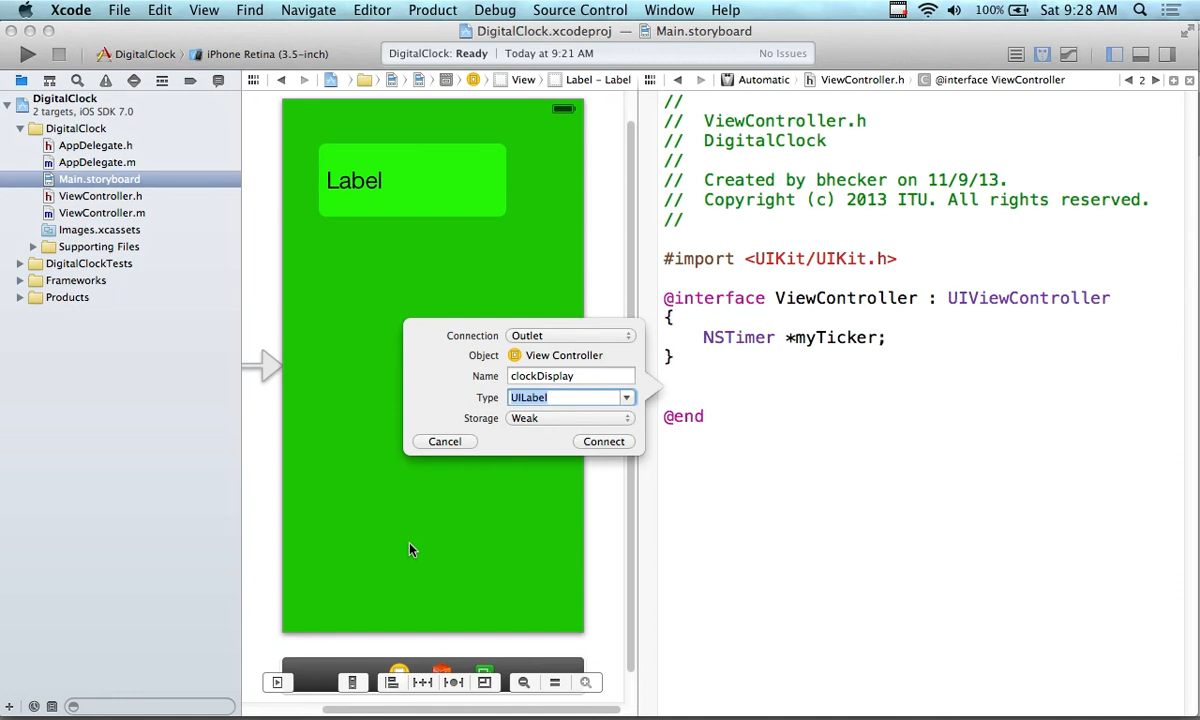 Xcode File Edit View Find Navigate Editor Product Debug Source Control Window Help 100% Sat 9:28 AM
DigitalClock.xcodeproj — Main.storyboard
DigitalClock iPhone Retina (3.5-inch) DigitalClock: Ready Today at 9:21 AM No Issues
View Label - Label Automatic ViewController.h @interface ViewController 2
DigitalClock
2 targets, iOS SDK 7.0
DigitalClock
AppDelegate.h
AppDelegate.m
Main.storyboard
ViewController.h
ViewController.m
Images.xcassets
Supporting Files
DigitalClockTests
Frameworks
Products
Label
Connection Outlet
Object View Controller
Name clockDisplay
Type UILabel
Storage Weak
Cancel Connect
//
// ViewController.h
// DigitalClock
//
// Created by bhecker on 11/9/13.
// Copyright (c) 2013 ITU. All rights reserved.
//
#import <UIKit/UIKit.h>
@interface ViewController : UIViewController
{
NSTimer *myTicker;
}
@end